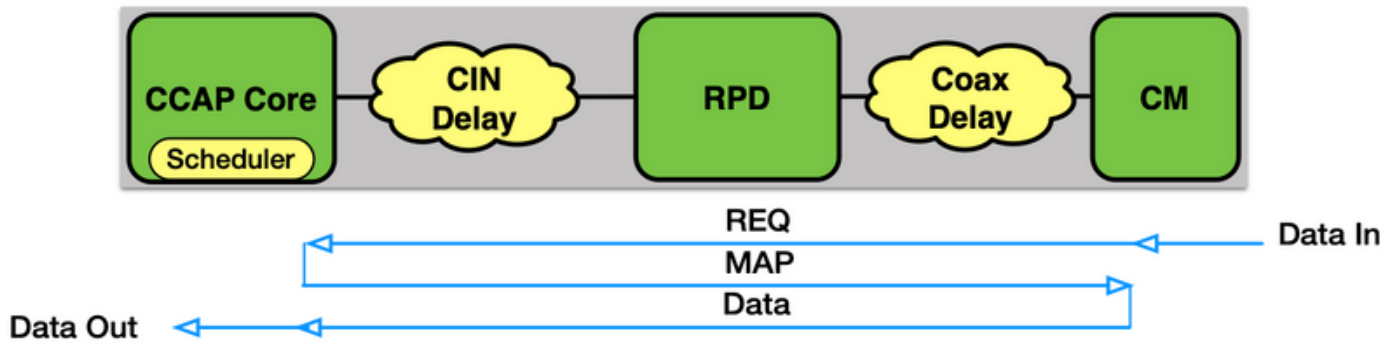 CCAP Core
Scheduler
CIN
Delay
RPD
Coax
Delay
CM
REQ
Data In
MAP
Data
Data Out